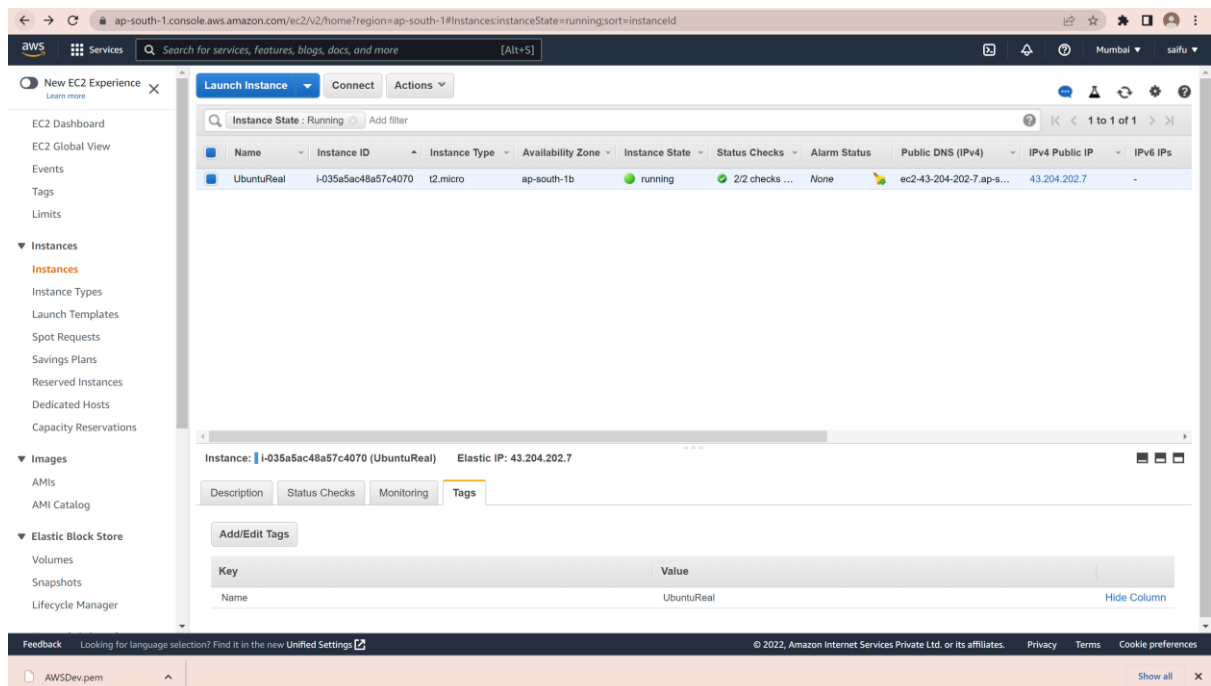 ap-south-1.console.aws.amazon.com/ec2/v2/home?region=ap-south-1#Instances:instanceState=running;sort=instanceId
aws Services Search for services, features, blogs, docs, and more [Alt+S] Mumbai saifu
New EC2 Experience
Learn more
EC2 Dashboard
EC2 Global View
Events
Tags
Limits
Instances
Instances
Instance Types
Launch Templates
Spot Requests
Savings Plans
Reserved Instances
Dedicated Hosts
Capacity Reservations
Images
AMIs
AMI Catalog
Elastic Block Store
Volumes
Snapshots
Lifecycle Manager
Launch Instance Connect Actions
Instance State : Running Add filter 1 to 1 of 1
Name Instance ID Instance Type Availability Zone Instance State Status Checks Alarm Status Public DNS (IPv4) IPv4 Public IP IPv6 IPs
UbuntuReal i-035a5ac48a57c4070 t2.micro ap-south-1b running 2/2 checks ... None ec2-43-204-202-7.ap-s... 43.204.202.7 -
Instance: i-035a5ac48a57c4070 (UbuntuReal) Elastic IP: 43.204.202.7
Description Status Checks Monitoring Tags
Add/Edit Tags
Key Value
Name UbuntuReal Hide Column
Feedback Looking for language selection? Find it in the new Unified Settings © 2022, Amazon Internet Services Private Ltd. or its affiliates. Privacy Terms Cookie preferences
AWSDev.pem Show all